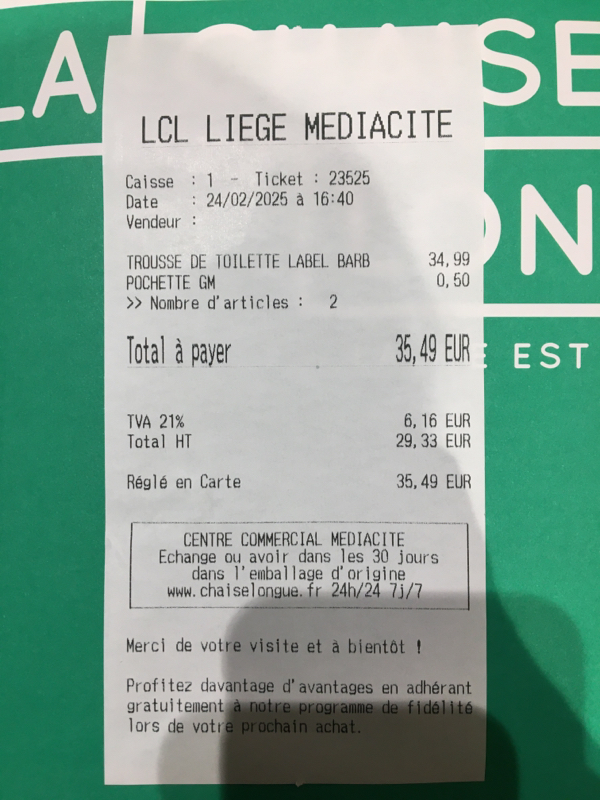 LA CHAISE
LCL LIEGE MEDIACITE
Caisse : 1 - Ticket : 23525
Date : 24/02/2025 à 16:40
Vendeur :
TROUSSE DE TOILETTE LABEL BARB 34,99
POCHETTE GM 0,50
>> Nombre d'articles : 2
ON
Total à payer 35,49 EUR
E EST
TVA 21% 6,16 EUR
Total HT 29,33 EUR
Réglé en Carte 35,49 EUR
CENTRE COMMERCIAL MEDIACITE
Echange ou avoir dans les 30 jours
dans l'emballage d'origine
www.chaiselongue.fr 24h/24 7j/7
Merci de votre visite et à bientôt !
Profitez davantage d'avantages en adhérant
gratuitement à notre programme de fidélité
lors de votre prochain achat.